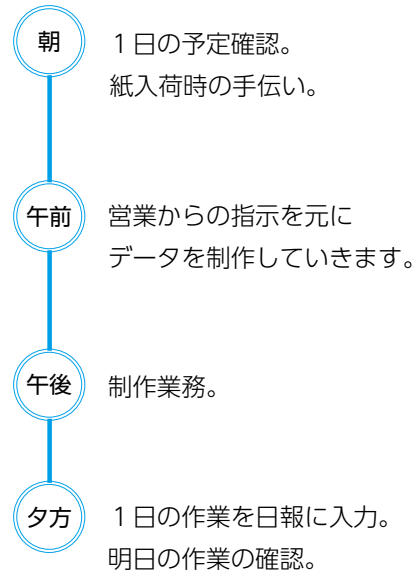 朝
１日の予定確認。
紙入荷時の手伝い。
午前
営業からの指示を元に
データを制作していきます。
午後
制作業務。
夕方
１日の作業を日報に入力。
明日の作業の確認。